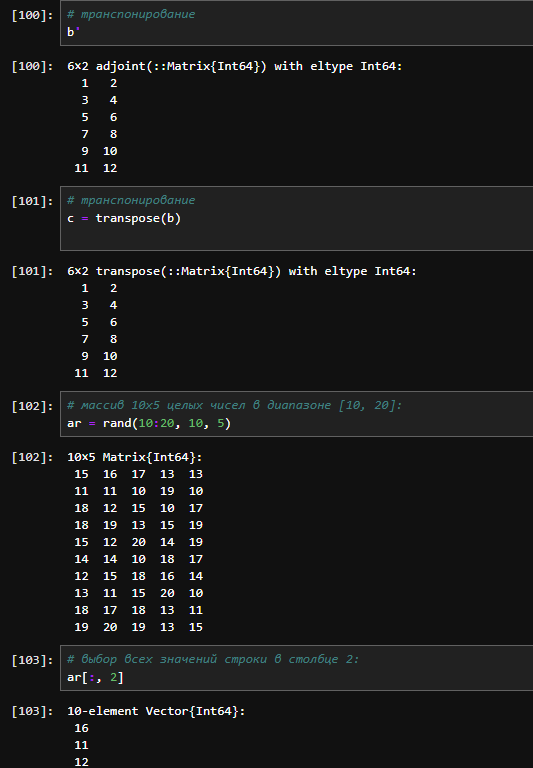 [100]: # транспонирование
b'
[100]: 6×2 adjoint(::Matrix{Int64}) with eltype Int64:
1 2
3 4
5 6
7 8
9 10
11 12
[101]: # транспонирование
c = transpose(b)
[101]: 6×2 transpose(::Matrix{Int64}) with eltype Int64:
1 2
3 4
5 6
7 8
9 10
11 12
[102]: # массив 10x5 целых чисел в диапазоне [10, 20]:
ar = rand(10:20, 10, 5)
[102]: 10×5 Matrix{Int64}:
15 16 17 13 13
11 11 10 19 10
18 12 15 10 17
18 19 13 15 19
15 12 20 14 19
14 14 10 18 17
12 15 18 16 14
13 11 15 20 10
18 17 18 13 11
19 20 19 13 15
[103]: # выбор всех значений строки в столбце 2:
ar[:, 2]
[103]: 10-element Vector{Int64}:
16
11
12